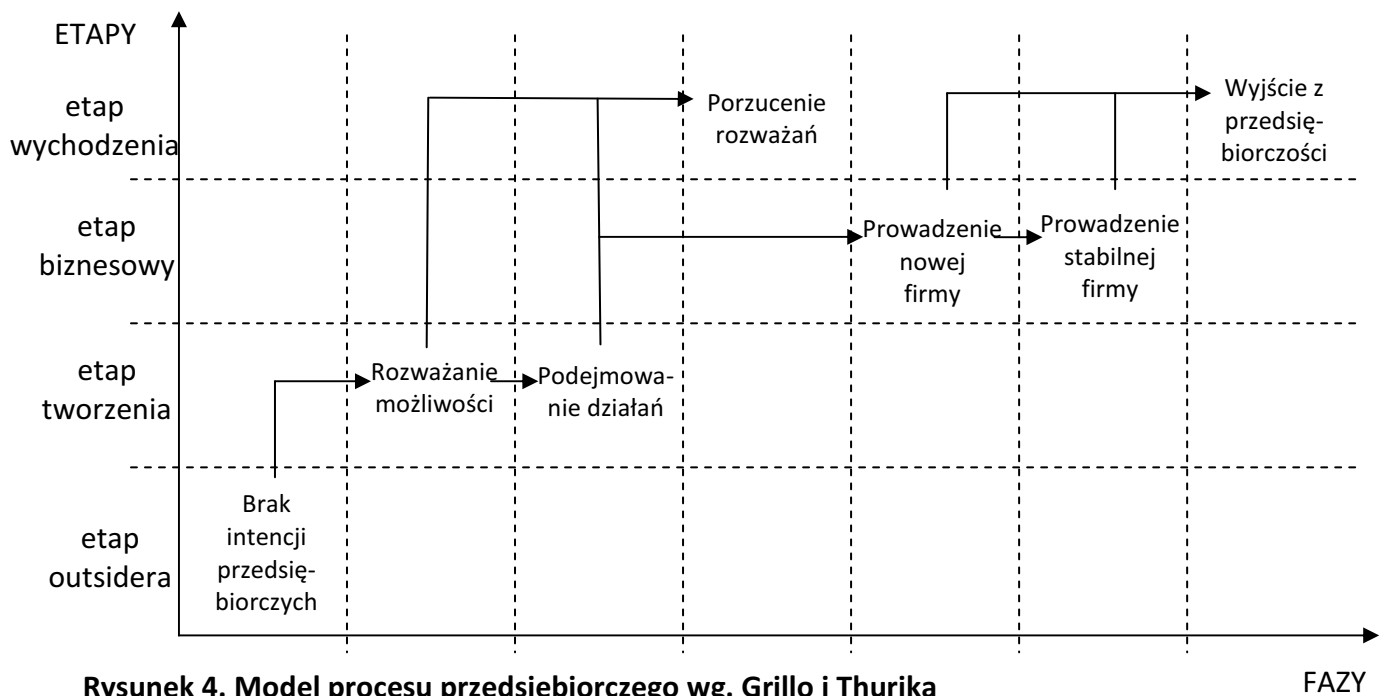 ETAPY
etap
wychodzenia
Porzucenie
rozważań
Wyjście z
przedsię-
biorczości
etap
biznesowy
Prowadzenie
nowej
firmy
Prowadzenie
stabilnej
firmy
etap
tworzenia
Rozważanie
możliwości
Podejmowa-
nie działań
etap
outsidera
Brak
intencji
przedsię-
biorczych
FAZY
Rysunek 4. Model procesu przedsiębiorczego wg. Grillo i Thurika